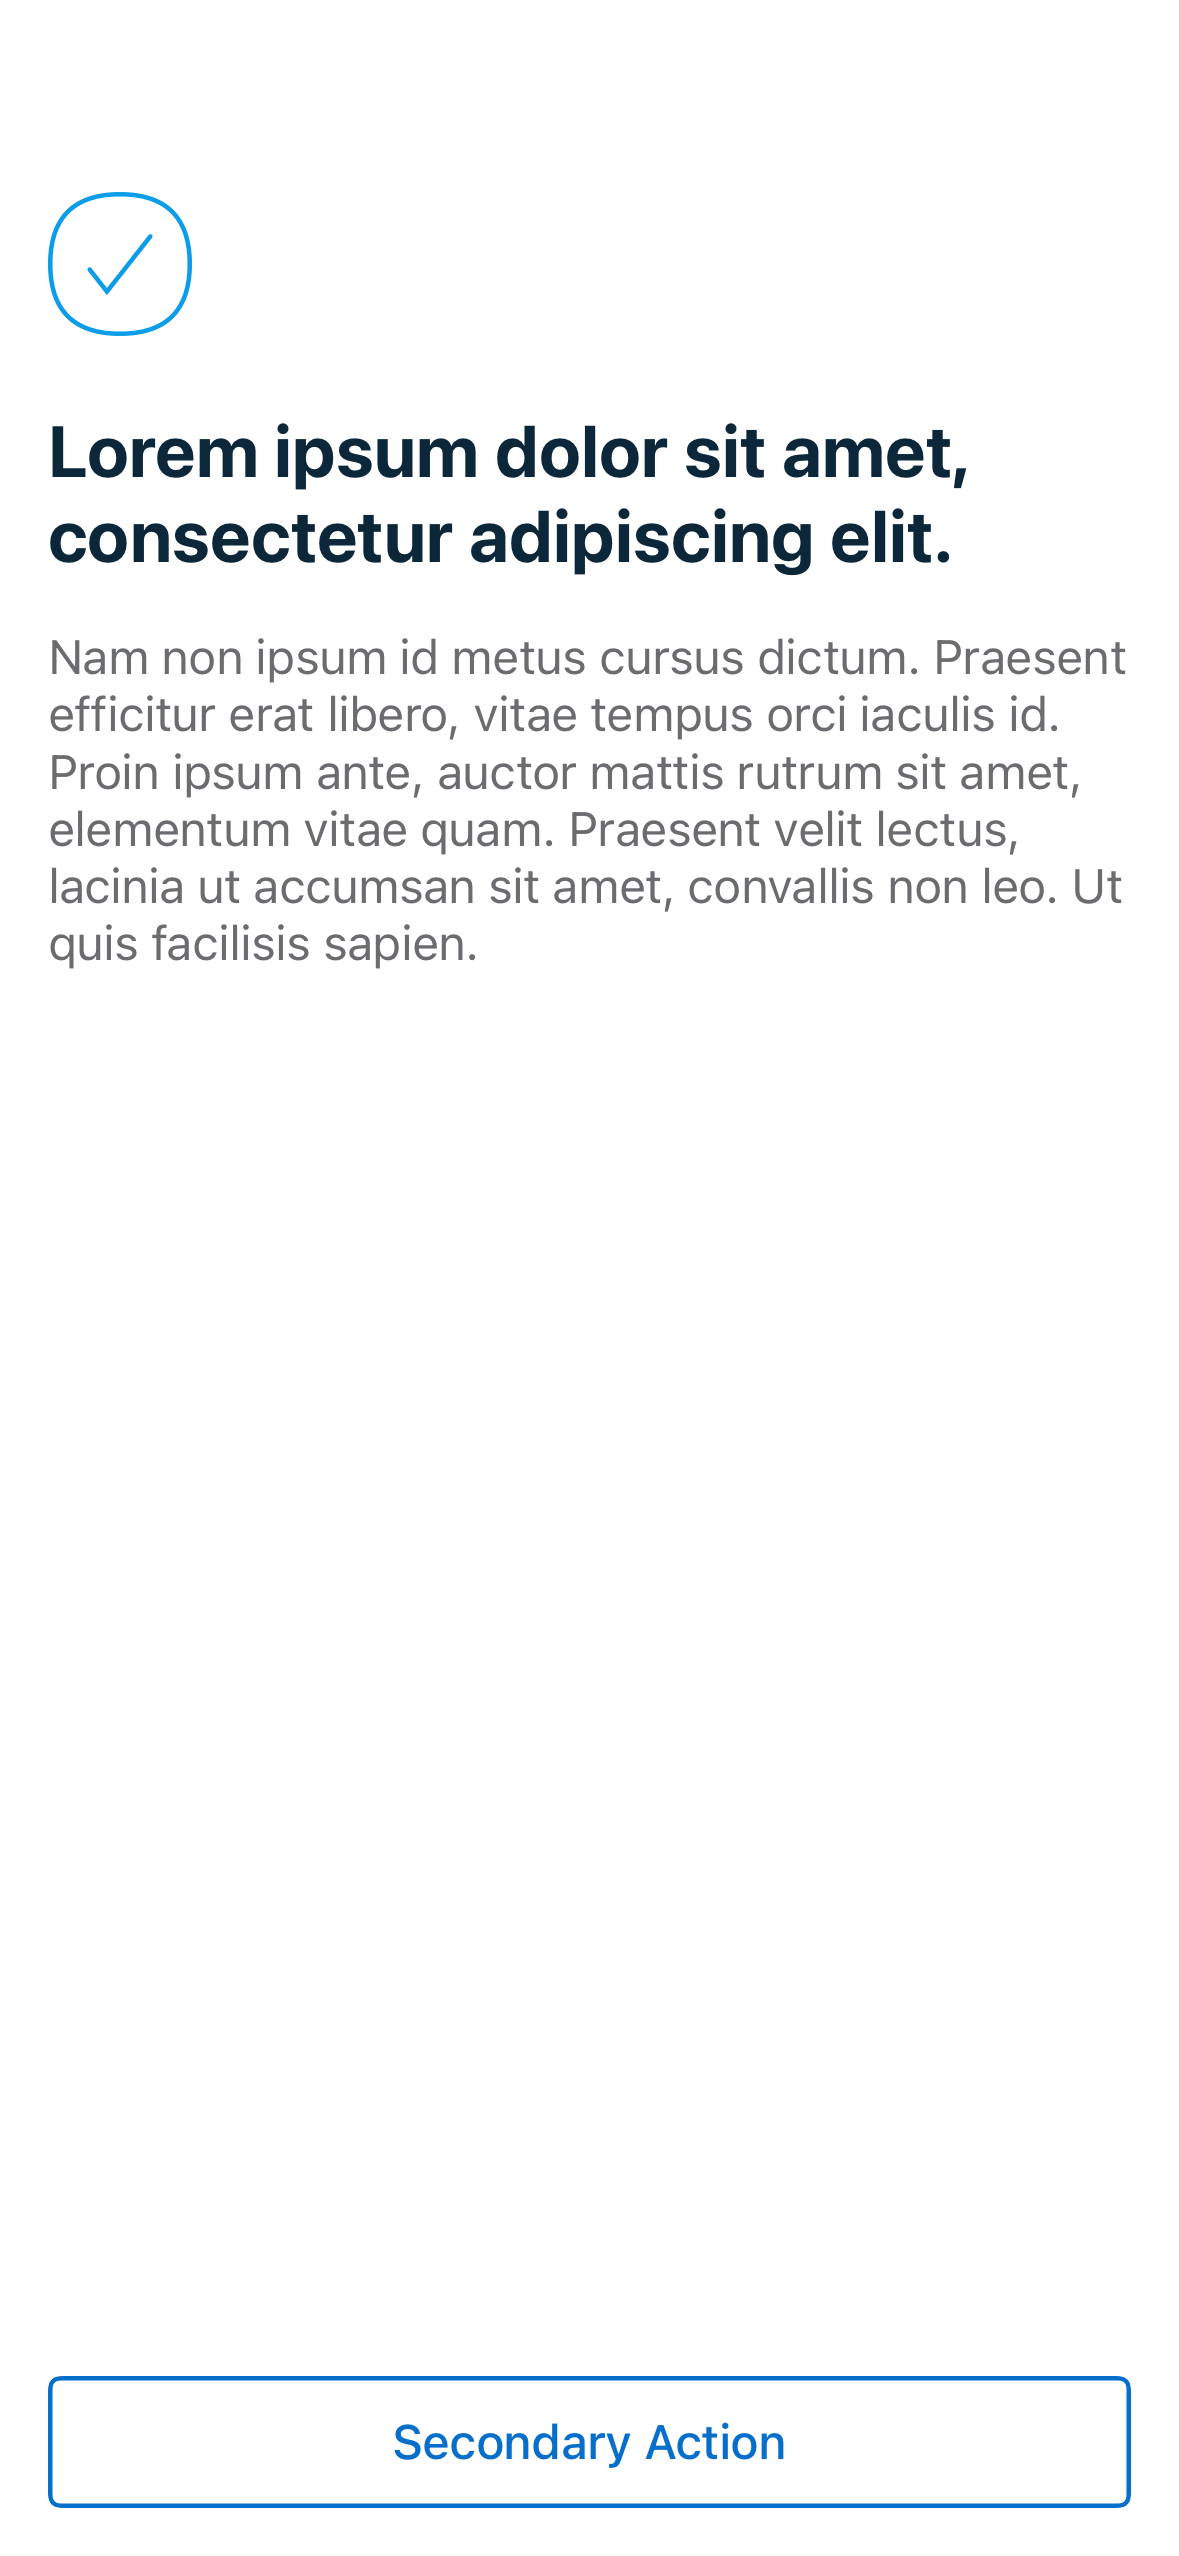 Lorem ipsum dolor sit amet,
consectetur adipiscing elit.
Nam non ipsum id metus cursus dictum. Praesent
efficitur erat libero, vitae tempus orci iaculis id.
Proin ipsum ante, auctor mattis rutrum sit amet,
elementum vitae quam. Praesent velit lectus,
lacinia ut accumsan sit amet, convallis non leo. Ut
quis facilisis sapien.
Secondary Action